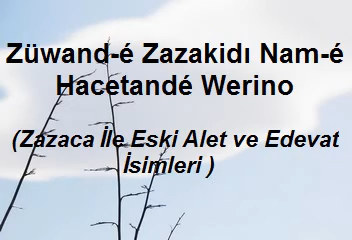 Züwand-é Zazakidı Nam-é
Hacetandé Werino
(Zazaca İle Eski Alet ve Edevat
İsimleri )